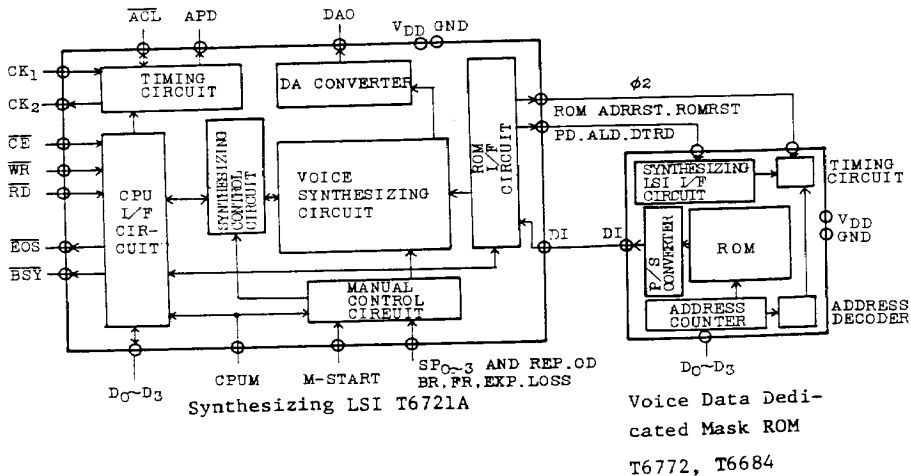 ACL APD DAO VDD GND
CK1
TIMING
CIRCUIT
DA CONVERTER
ϕ2
CK2
ROM ADRRST.ROMRST
PD.ALD.DTRD
CE
WR
RD
EOS
BSY
CPU
I/F
CIR-
CUIT
SYNTHESIZING
CONTROL
CIRCUIT
VOICE
SYNTHESIZING
CIRCUIT
ROM
I/F
CIRCUIT
MANUAL
CONTROL
CIREUIT
DI
D0~D3
CPUM
M-START
SP0~3 AND REP.OD
BR,FR,EXP.LOSS
Synthesizing LSI T6721A
SYNTHESIZING
LSI I/F
CIRCUIT
TIMING
CIRCUIT
VDD
GND
DI
P/S
CONVERTER
ROM
ADDRESS
COUNTER
ADDRESS
DECODER
D0~D3
Voice Data Dedi-
cated Mask ROM
T6772, T6684